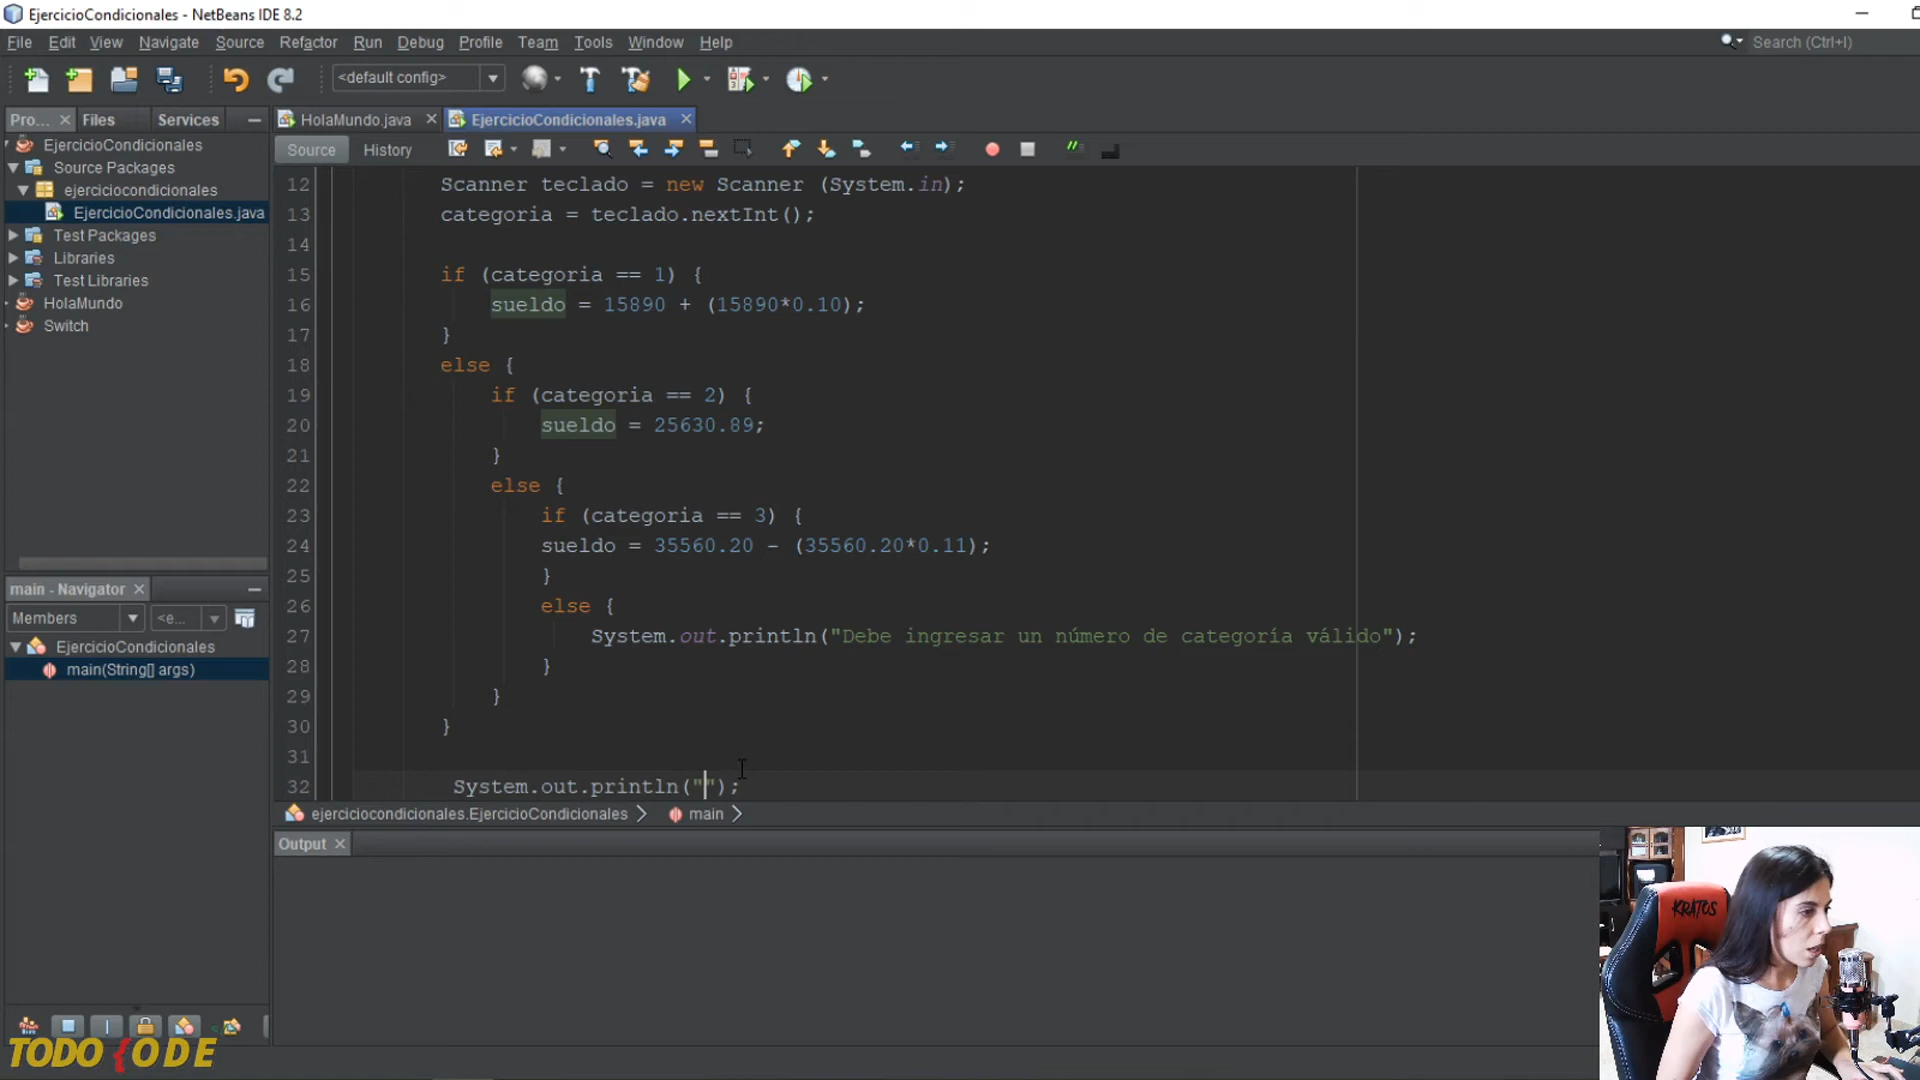 EjercicioCondicionales - NetBeans IDE 8.2
File Edit View Navigate Source Refactor Run Debug Profile Team Tools Window Help
Search (Ctrl+I)
<default config>
Pro... Files Services
HolaMundo.java
EjercicioCondicionales.java
Source History
EjercicioCondicionales
Source Packages
ejerciciocondicionales
EjercicioCondicionales.java
Test Packages
Libraries
Test Libraries
HolaMundo
Switch
12 Scanner teclado = new Scanner (System.in);
13 categoria = teclado.nextInt();
14
15 if (categoria == 1) {
16 sueldo = 15890 + (15890*0.10);
17 }
18 else {
19 if (categoria == 2) {
20 sueldo = 25630.89;
21 }
22 else {
23 if (categoria == 3) {
24 sueldo = 35560.20 - (35560.20*0.11);
25 }
26 else {
27 System.out.println("Debe ingresar un número de categoría válido");
28 }
29 }
30 }
31
32 System.out.println("");
main - Navigator
Members
<e...
EjercicioCondicionales
main(String[] args)
ejerciciocondicionales.EjercicioCondicionales
main
Output
KRATOS
TODO {ODE